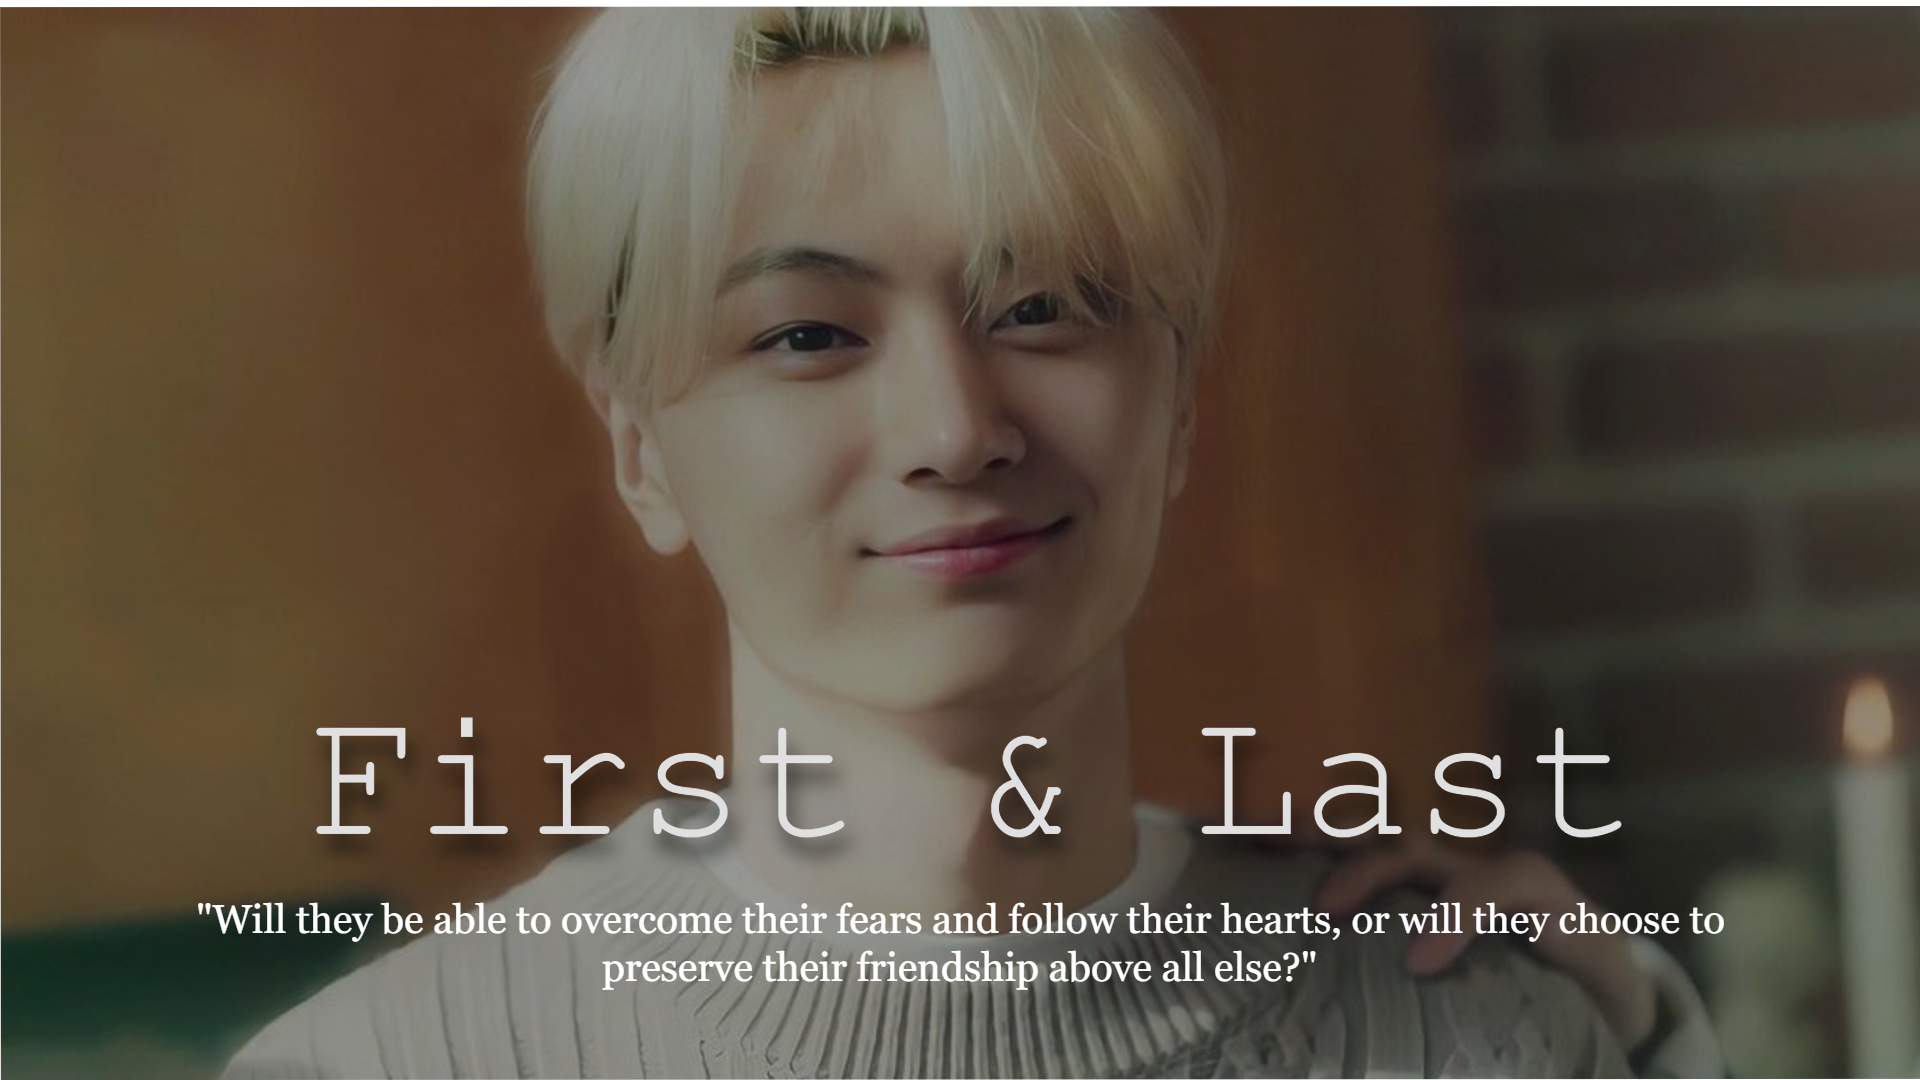 First & Last
"Will they be able to overcome their fears and follow their hearts, or will they choose to
preserve their friendship above all else?"